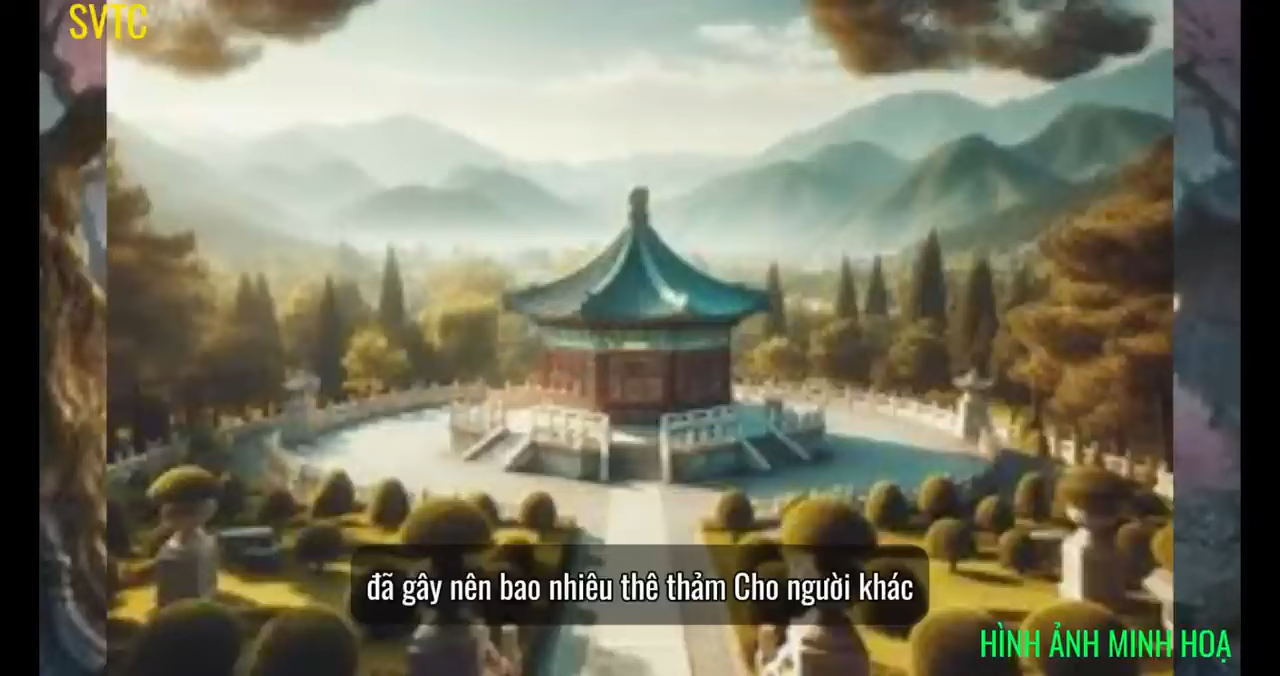 SVTC
đã gây nên bao nhiêu thê thảm Cho người khác
HÌNH ẢNH MINH HOẠ